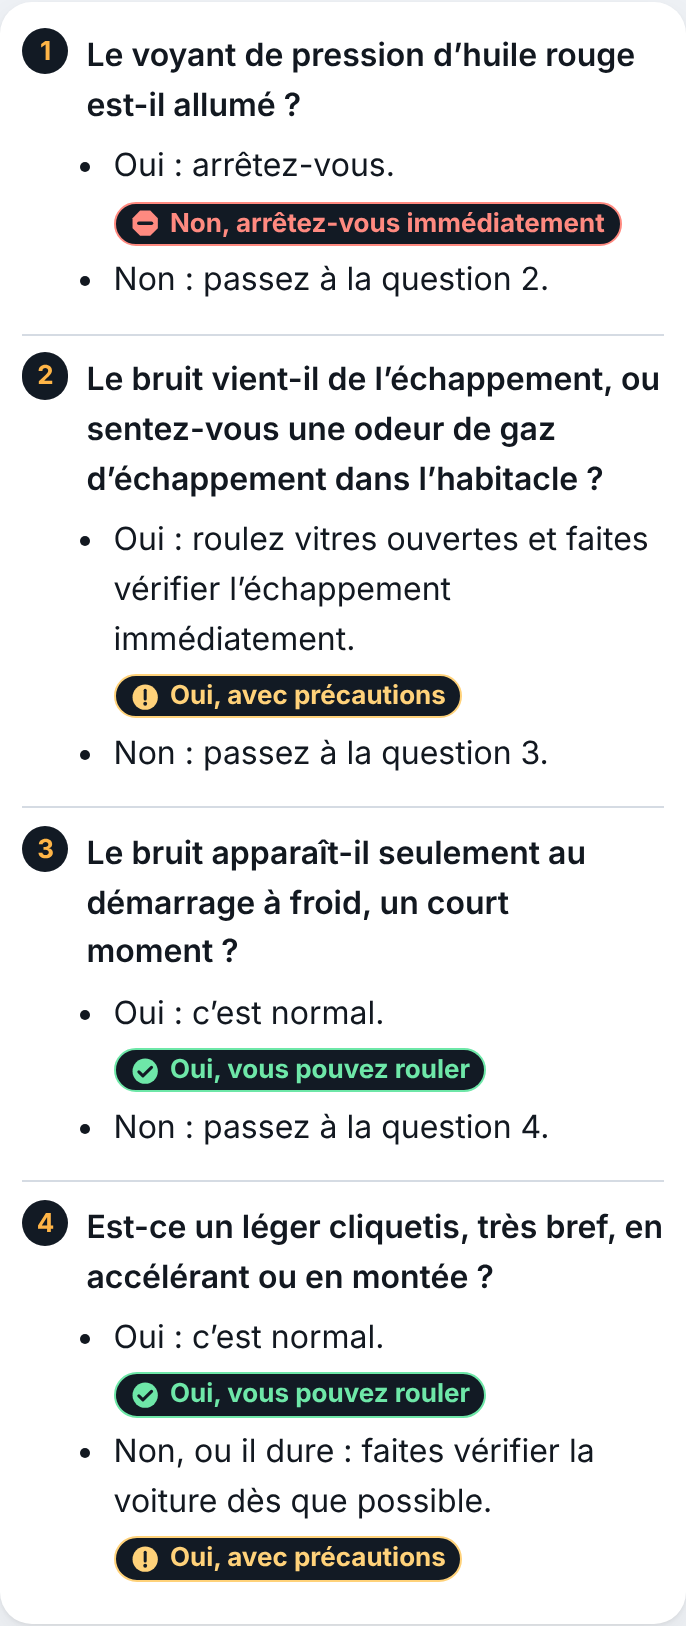 1
Le voyant de pression d’huile rouge
est-il allumé ?
• Oui : arrêtez-vous.
Non, arrêtez-vous immédiatement
• Non : passez à la question 2.
2
Le bruit vient-il de l’échappement, ou
sentez-vous une odeur de gaz
d’échappement dans l’habitacle ?
• Oui : roulez vitres ouvertes et faites
vérifier l’échappement
immédiatement.
Oui, avec précautions
• Non : passez à la question 3.
3
Le bruit apparaît-il seulement au
démarrage à froid, un court
moment ?
• Oui : c’est normal.
Oui, vous pouvez rouler
• Non : passez à la question 4.
4
Est-ce un léger cliquetis, très bref, en
accélérant ou en montée ?
• Oui : c’est normal.
Oui, vous pouvez rouler
• Non, ou il dure : faites vérifier la
voiture dès que possible.
Oui, avec précautions